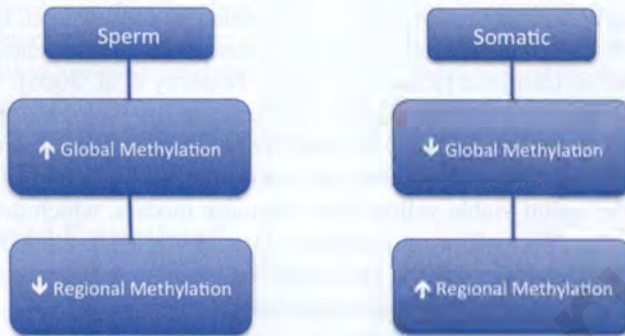 Sperm
Somatic
↑ Global Methylation
↓ Global Methylation
↓ Regional Methylation
↑ Regional Methylation